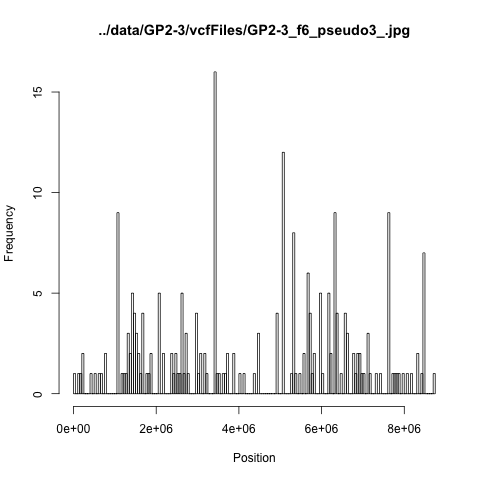 ../data/GP2-3/vcfFiles/GP2-3_f6_pseudo3_.jpg
15
10
5
0
Frequency
0e+00 2e+06 4e+06 6e+06 8e+06
Position